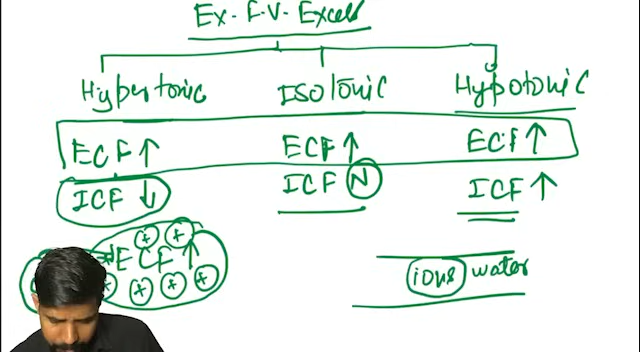 Ex-F.V- Excess
Hypertonic ISOTonic Hypotonic
ECF↑ ECF↑ ECF↑
ICF↓ ICF N ICF↑
+ +
ECF↑
+ + + +
ions water